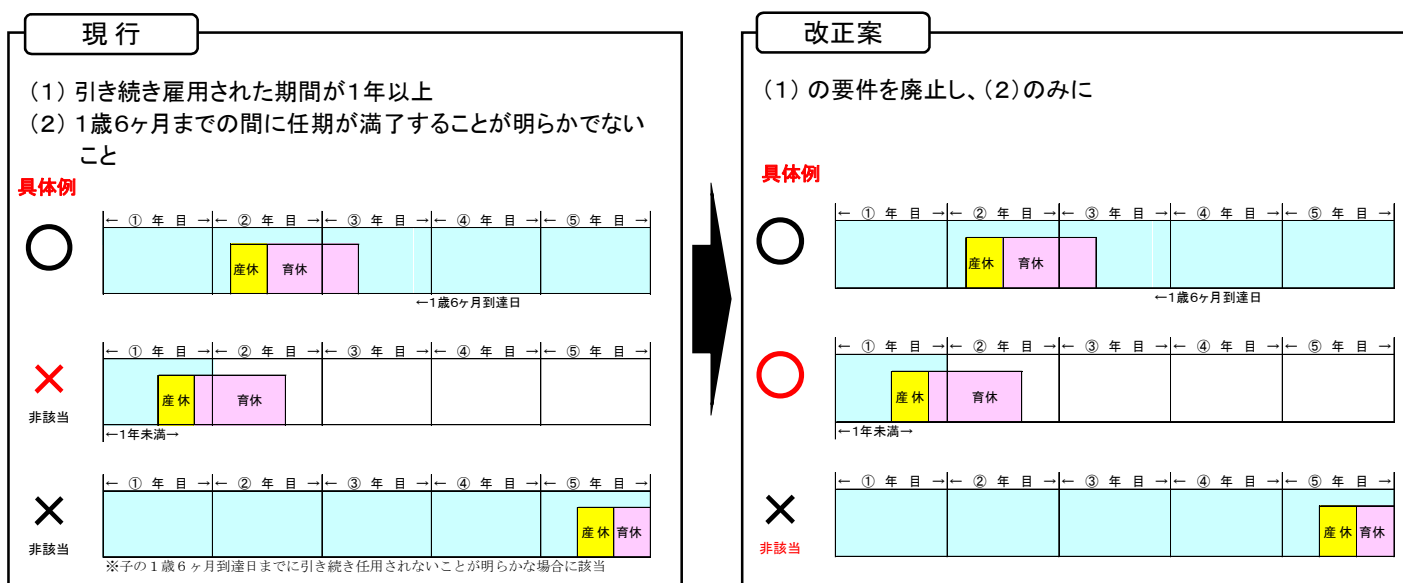 現 行
(1) 引き続き雇用された期間が1年以上
(2) 1歳6ヶ月までの間に任期が満了することが明らかでない
こと
具体例
← ① 年 目 →← ② 年 目 →← ③ 年 目 →← ④ 年 目 →← ⑤ 年 目 →
産休 育休
←1歳6ヶ月到達日
← ① 年 目 →← ② 年 目 →← ③ 年 目 →← ④ 年 目 →← ⑤ 年 目 →
産 休 育休
非該当
←1年未満→
← ① 年 目 →← ② 年 目 →← ③ 年 目 →← ④ 年 目 →← ⑤ 年 目 →
産 休 育休
非該当
※子の1歳6ヶ月到達日までに引き続き任用されないことが明らかな場合に該当
改正案
(1) の要件を廃止し、(2)のみに
具体例
← ① 年 目 →← ② 年 目 →← ③ 年 目 →← ④ 年 目 →← ⑤ 年 目 →
産休 育休
←1歳6ヶ月到達日
← ① 年 目 →← ② 年 目 →← ③ 年 目 →← ④ 年 目 →← ⑤ 年 目 →
産 休 育休
←1年未満→
← ① 年 目 →← ② 年 目 →← ③ 年 目 →← ④ 年 目 →← ⑤ 年 目 →
産 休 育休
非該当